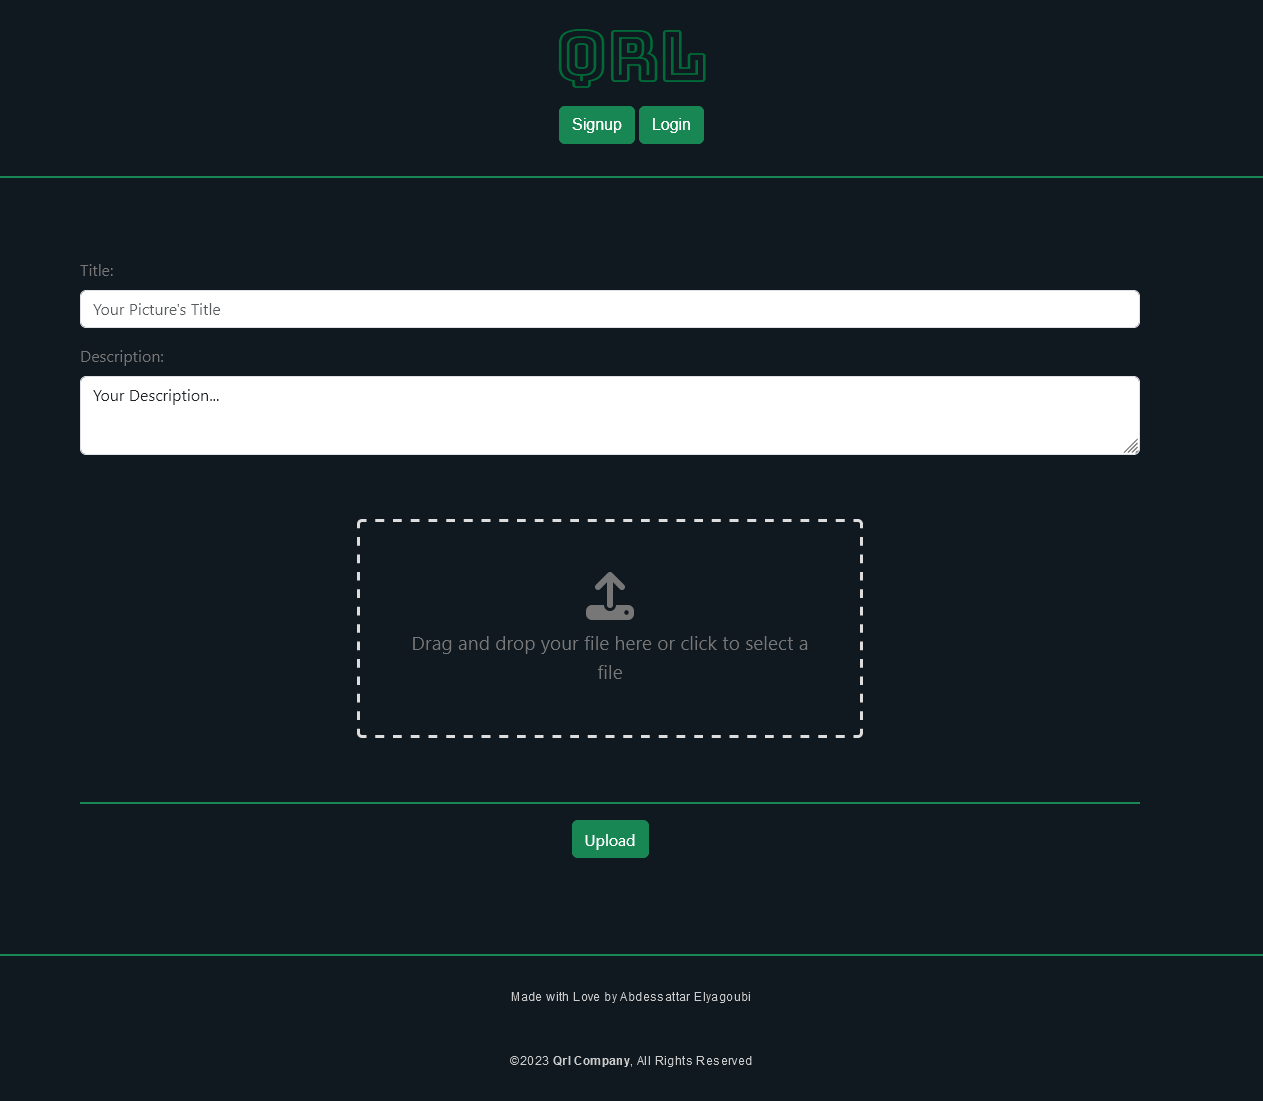 QRL
Signup Login
Title:
Your Picture's Title
Description:
Your Description...
Drag and drop your file here or click to select a
file
Upload
Made with Love by Abdessattar Elyagoubi
©2023 Qrl Company, All Rights Reserved